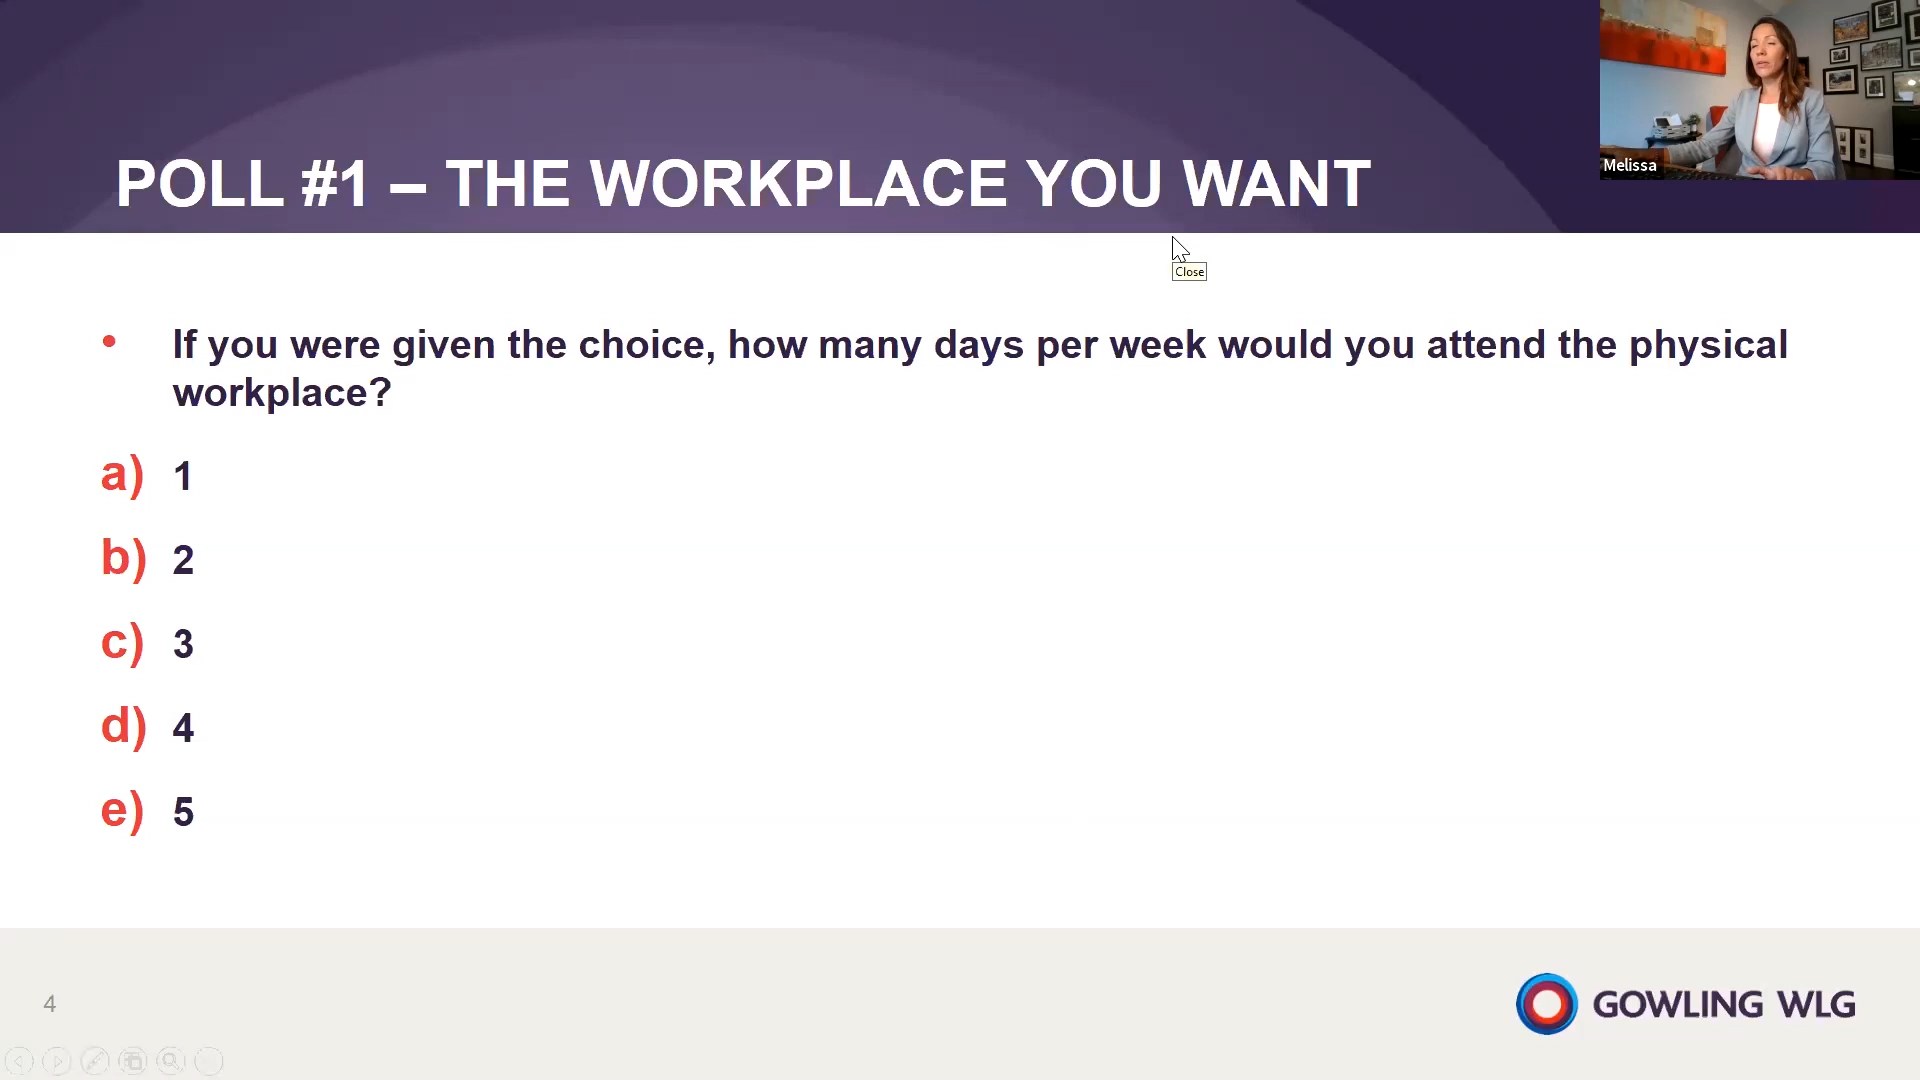 POLL #1 – THE WORKPLACE YOU WANT
Melissa
Close
• If you were given the choice, how many days per week would you attend the physical
workplace?
a) 1
b) 2
c) 3
d) 4
e) 5
4
GOWLING WLG